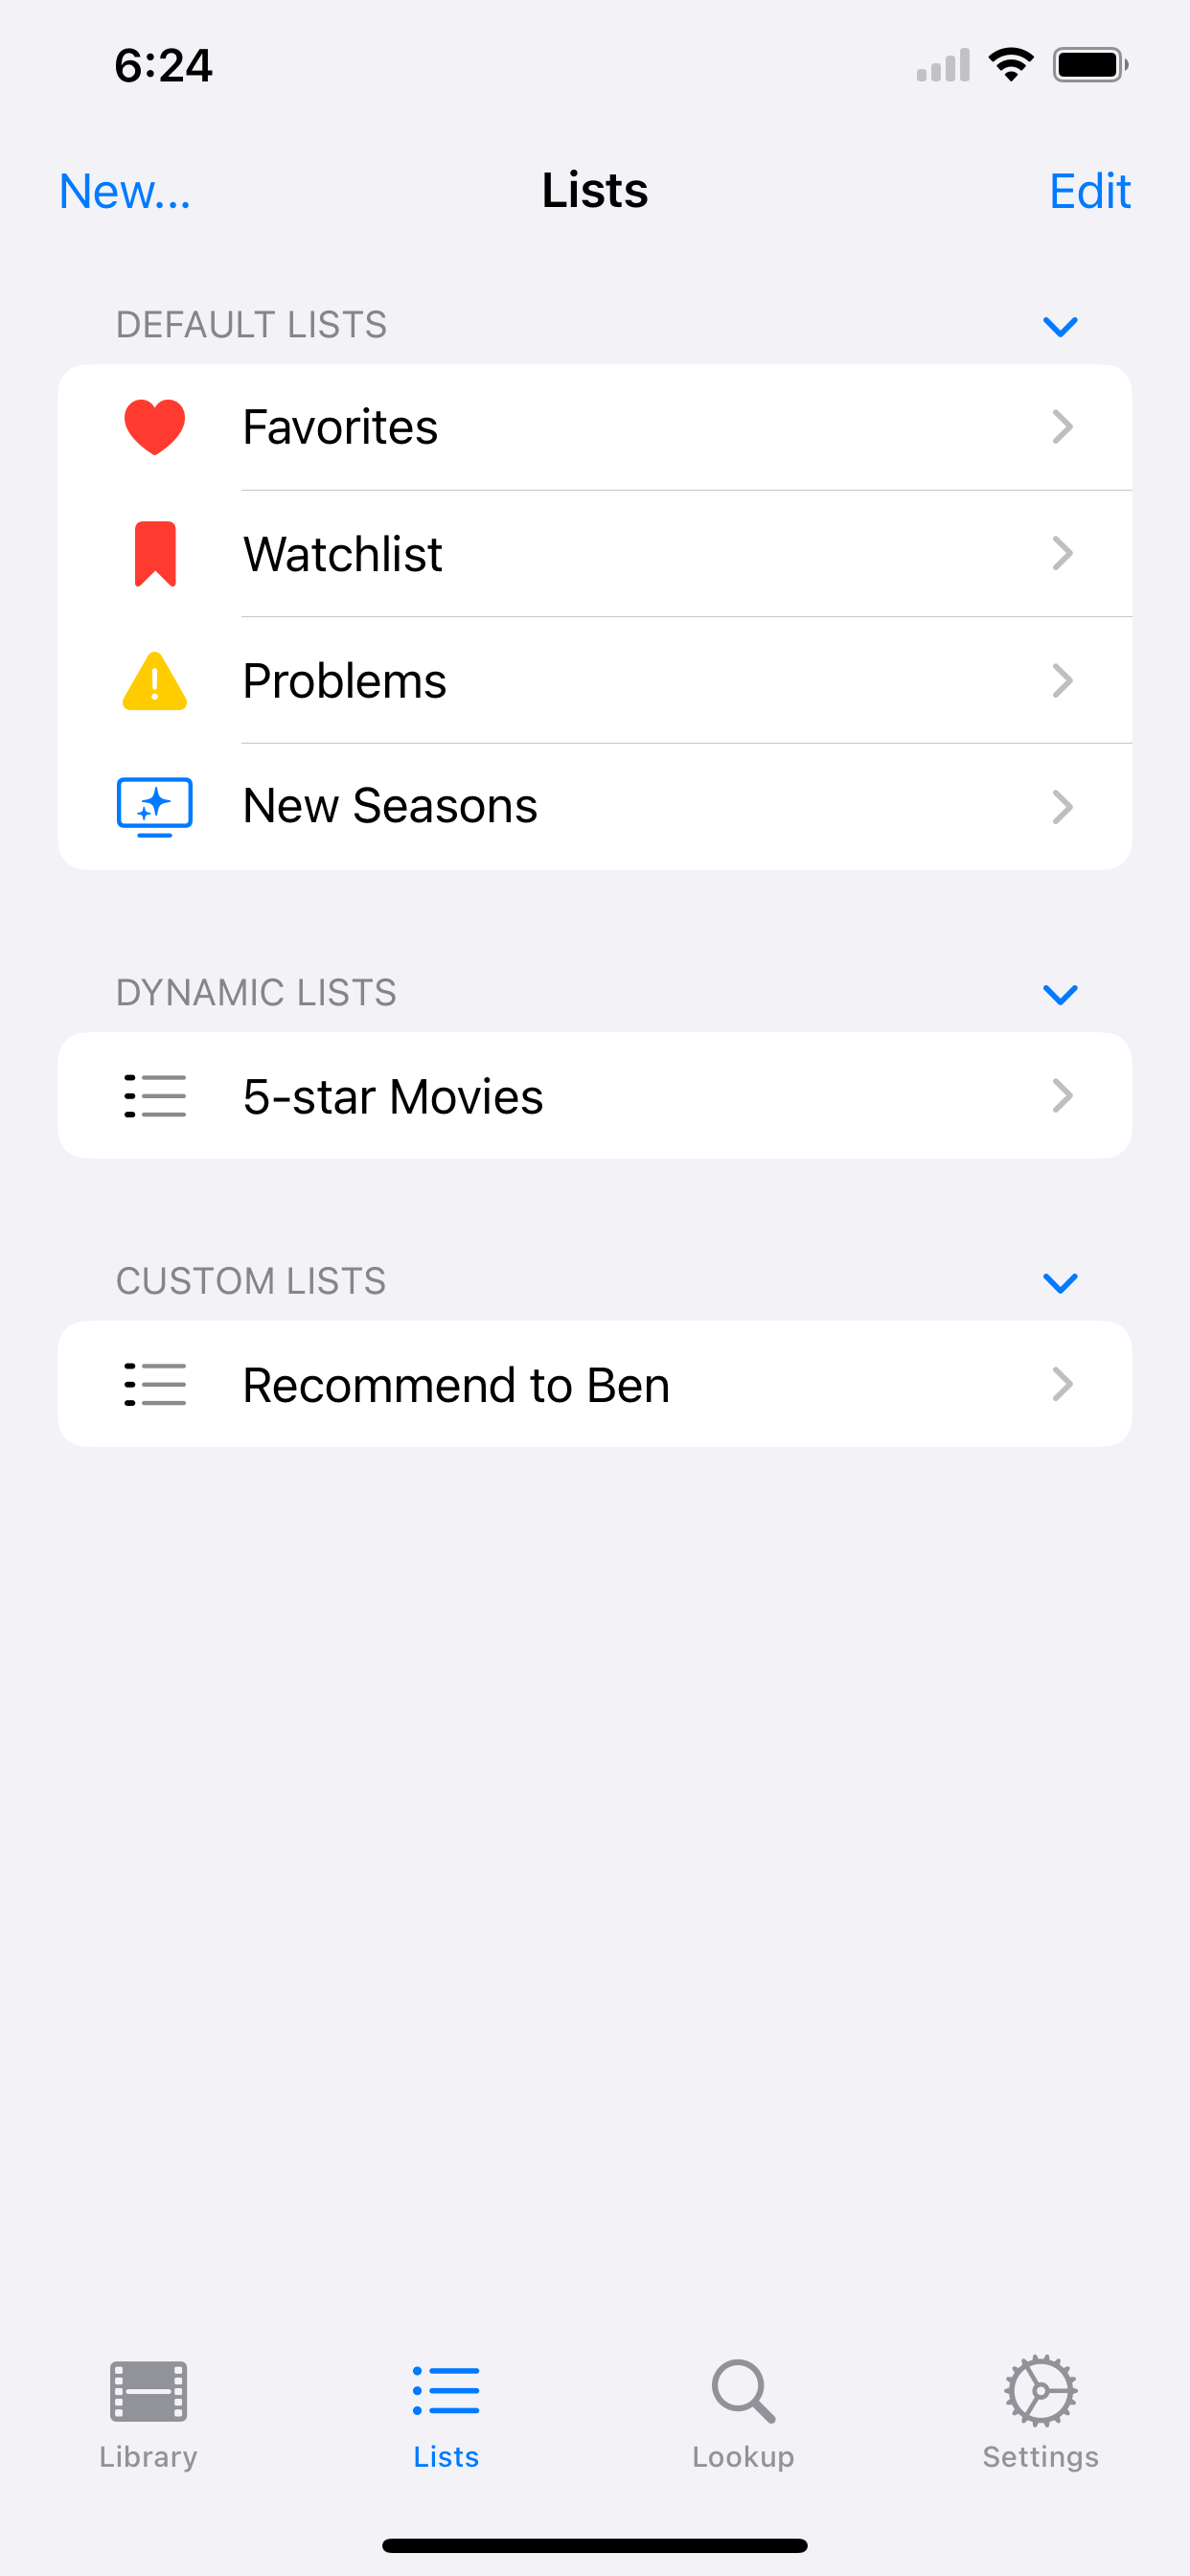 6:24
New...
Lists
Edit
DEFAULT LISTS
Favorites
Watchlist
Problems
New Seasons
DYNAMIC LISTS
5-star Movies
CUSTOM LISTS
Recommend to Ben
Library
Lists
Lookup
Settings